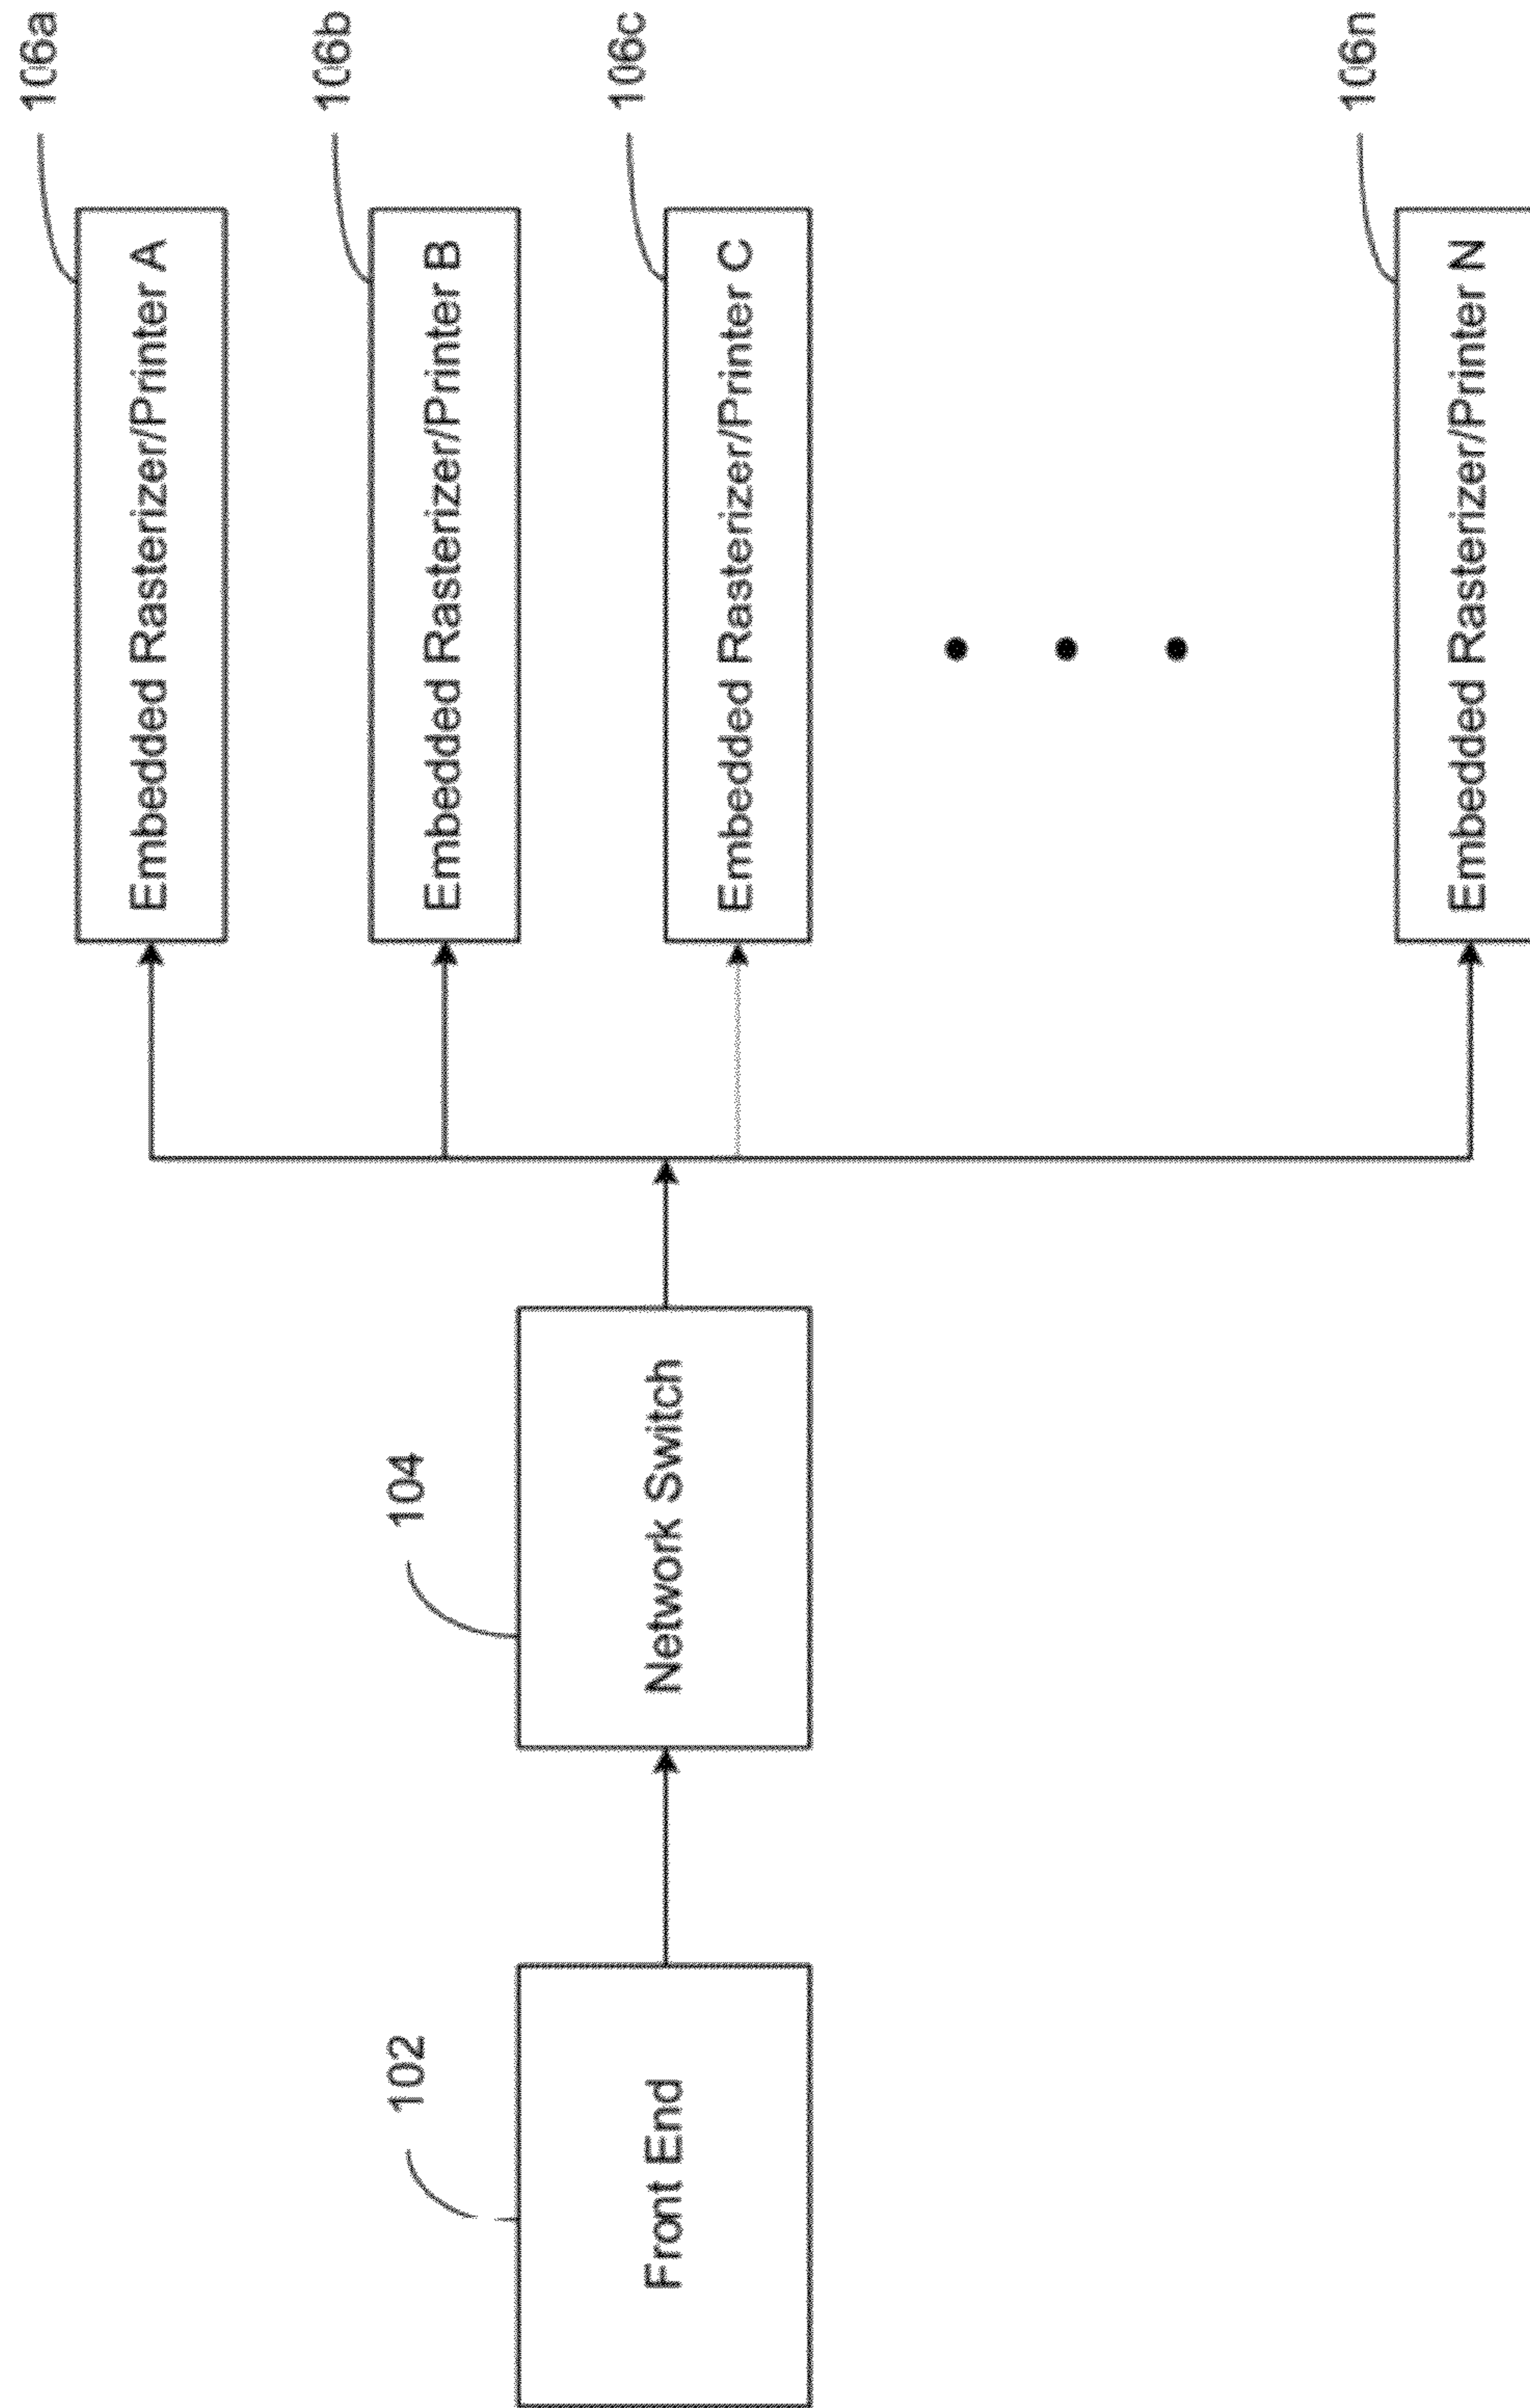 102
Front End
104
Network Switch
106a
Embedded Rasterizer/Printer A
106b
Embedded Rasterizer/Printer B
106c
Embedded Rasterizer/Printer C
106n
Embedded Rasterizer/Printer N